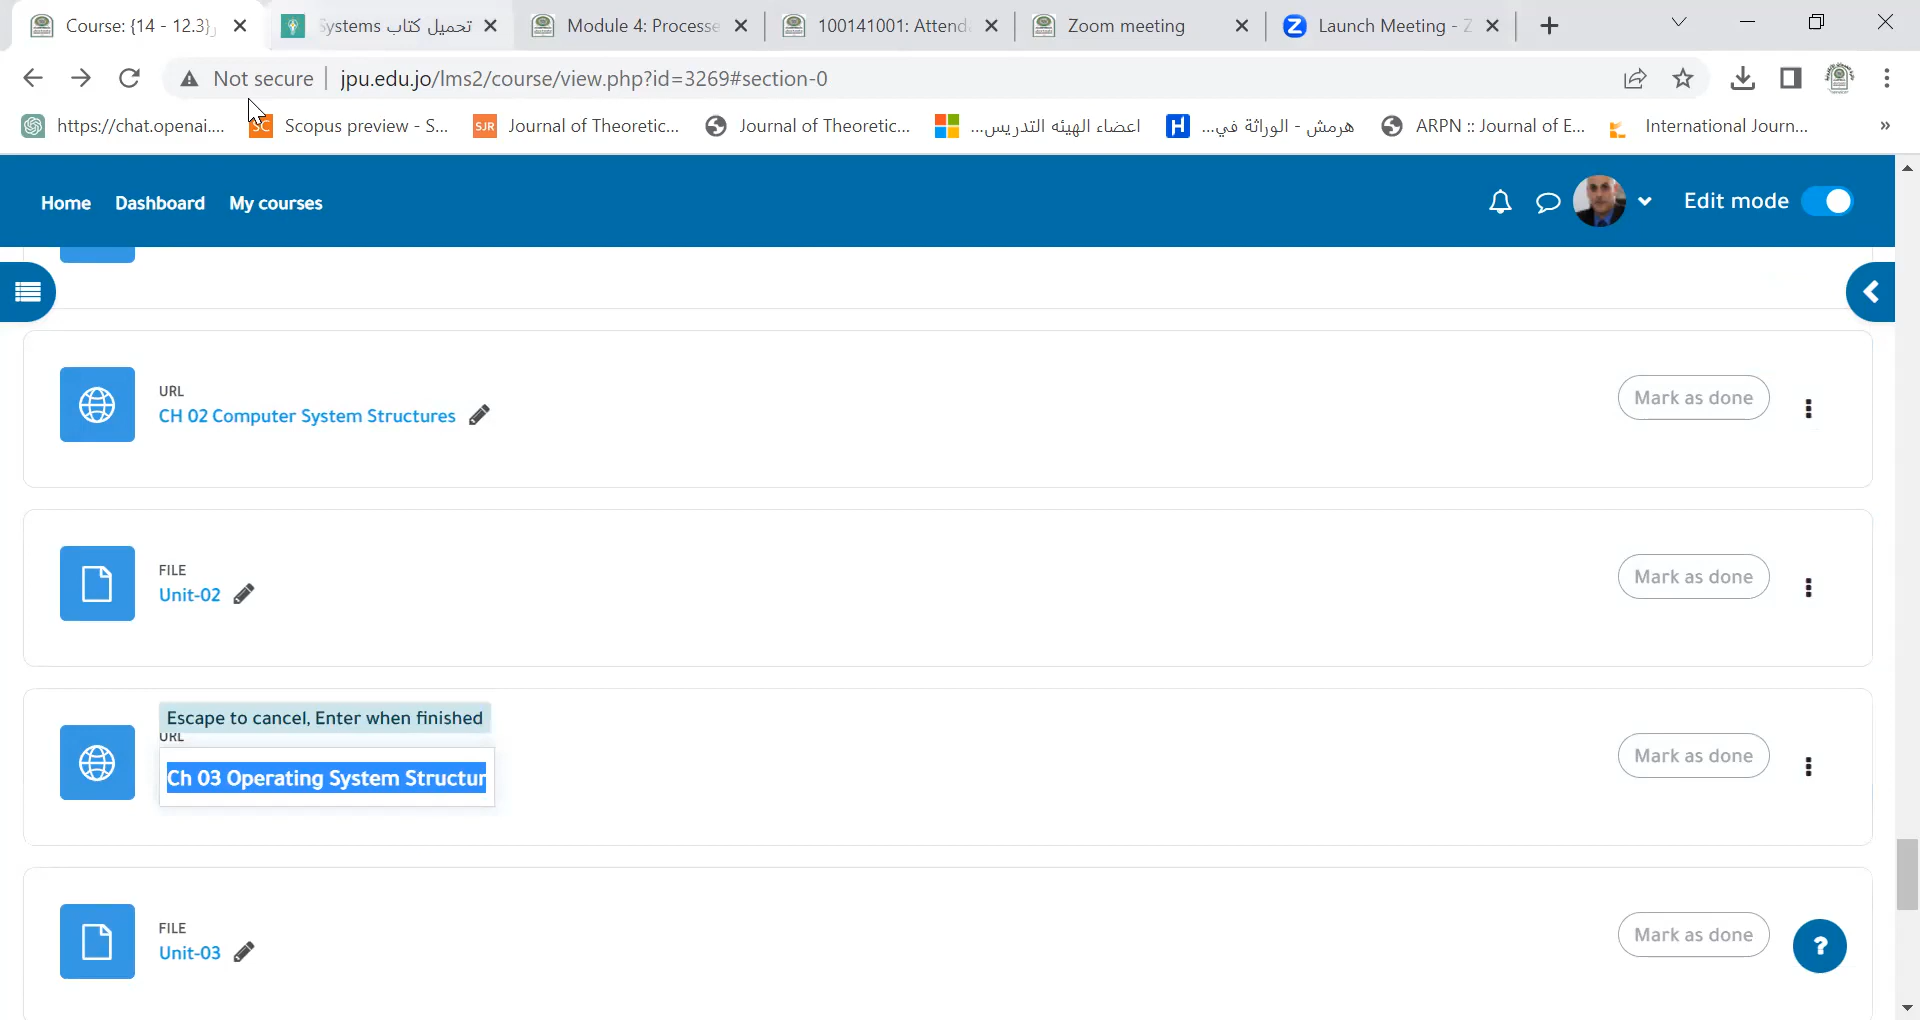 Course: {14 - 12.3}
Systems تحميل كتاب
Module 4: Processe
100141001: Attend
Zoom meeting
Launch Meeting - Z
Not secure
jpu.edu.jo/lms2/course/view.php?id=3269#section-0
https://chat.openai....
SC Scopus preview - S...
SJR Journal of Theoretic...
Journal of Theoretic...
اعضاء الهيئه التدريس...
H هرمش - الوراثة في...
ARPN :: Journal of E...
International Journ...
»
Home
Dashboard
My courses
Edit mode
URL
CH 02 Computer System Structures
Mark as done
FILE
Unit-02
Mark as done
Escape to cancel, Enter when finished
URL
Ch 03 Operating System Structur
Mark as done
FILE
Unit-03
Mark as done
?